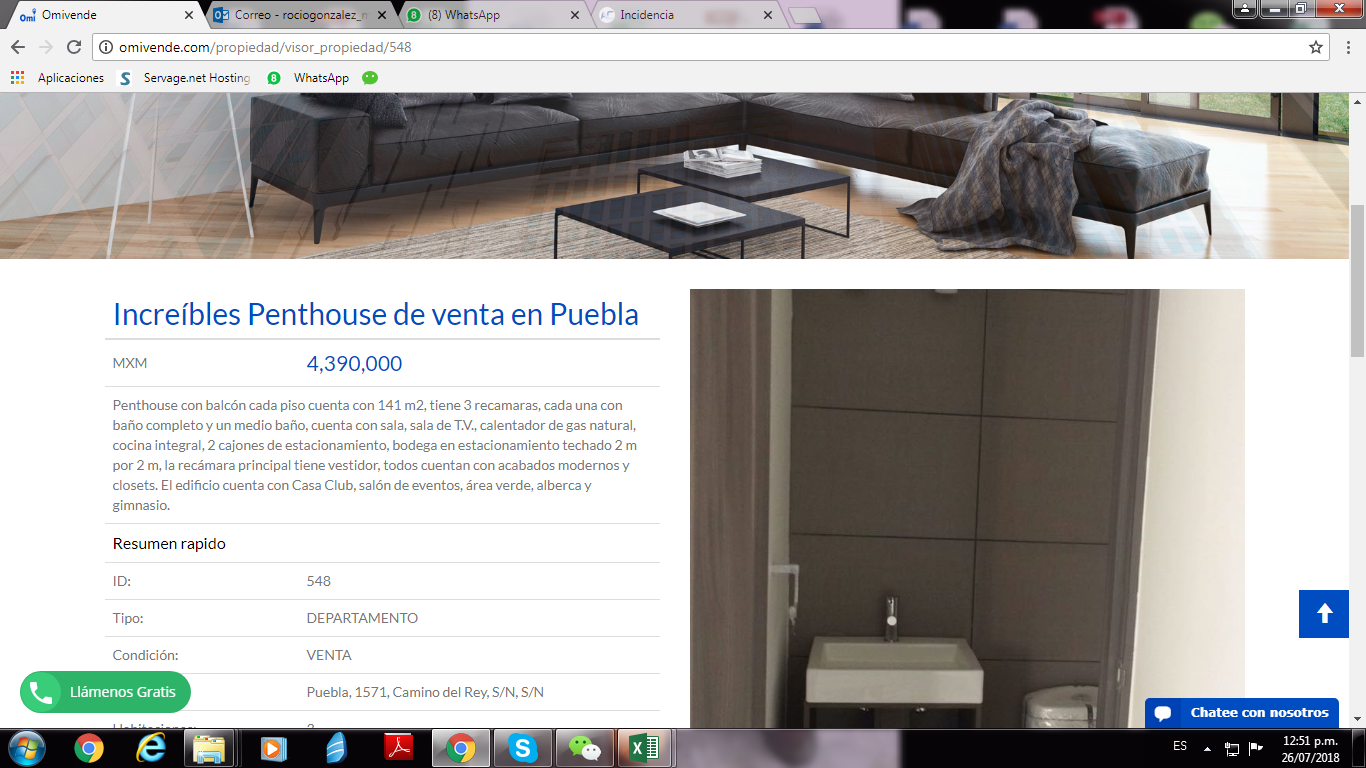 Omivende
Correo - rociogonzalez_n
(8) WhatsApp
Incidencia
omivende.com/propiedad/visor_propiedad/548
Aplicaciones
Servage.net Hosting
WhatsApp
Increíbles Penthouse de venta en Puebla
MXM 4,390,000
Penthouse con balcón cada piso cuenta con 141 m2, tiene 3 recamaras, cada una con
baño completo y un medio baño, cuenta con sala, sala de T.V., calentador de gas natural,
cocina integral, 2 cajones de estacionamiento, bodega en estacionamiento techado 2 m
por 2 m, la recámara principal tiene vestidor, todos cuentan con acabados modernos y
closets. El edificio cuenta con Casa Club, salón de eventos, área verde, alberca y
gimnasio.
Resumen rapido
ID: 548
Tipo: DEPARTAMENTO
Condición: VENTA
Llámenos Gratis
Puebla, 1571, Camino del Rey, S/N, S/N
Chatee con nosotros
ES
12:51 p.m.
26/07/2018